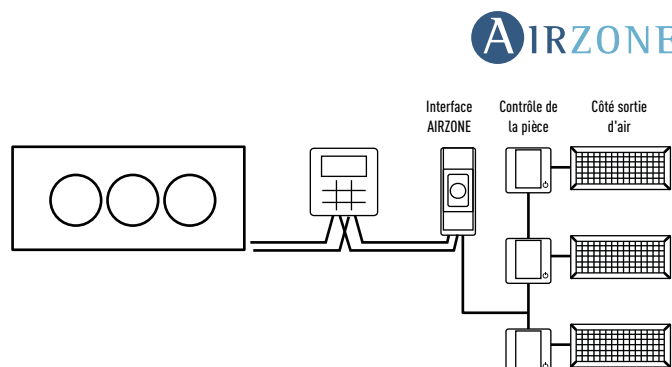 AIRZONE
Interface
AIRZONE
Contrôle de
la pièce
Côté sortie
d'air